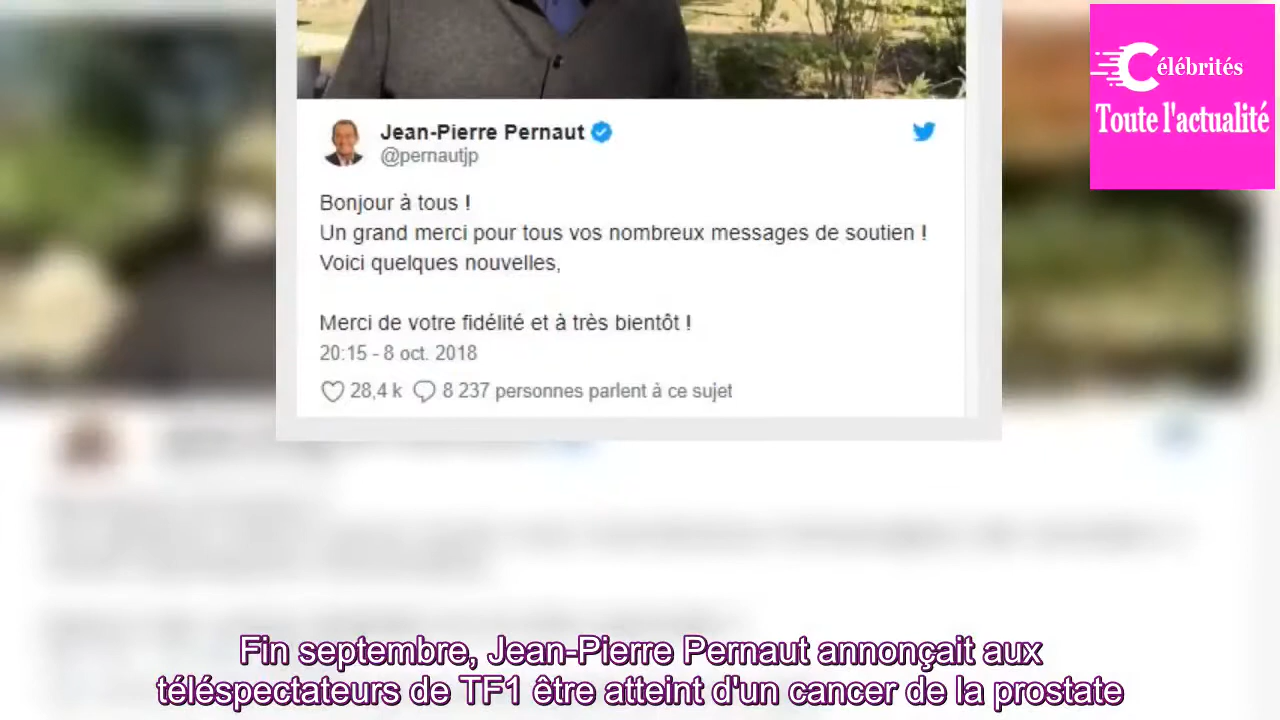 Célébrités
Toute l'actualité
Jean-Pierre Pernaut
@pernautjp
Bonjour à tous !
Un grand merci pour tous vos nombreux messages de soutien !
Voici quelques nouvelles,
Merci de votre fidélité et à très bientôt !
20:15 - 8 oct. 2018
28,4 k 8 237 personnes parlent à ce sujet
Fin septembre, Jean-Pierre Pernaut annonçait aux
téléspectateurs de TF1 être atteint d'un cancer de la prostate